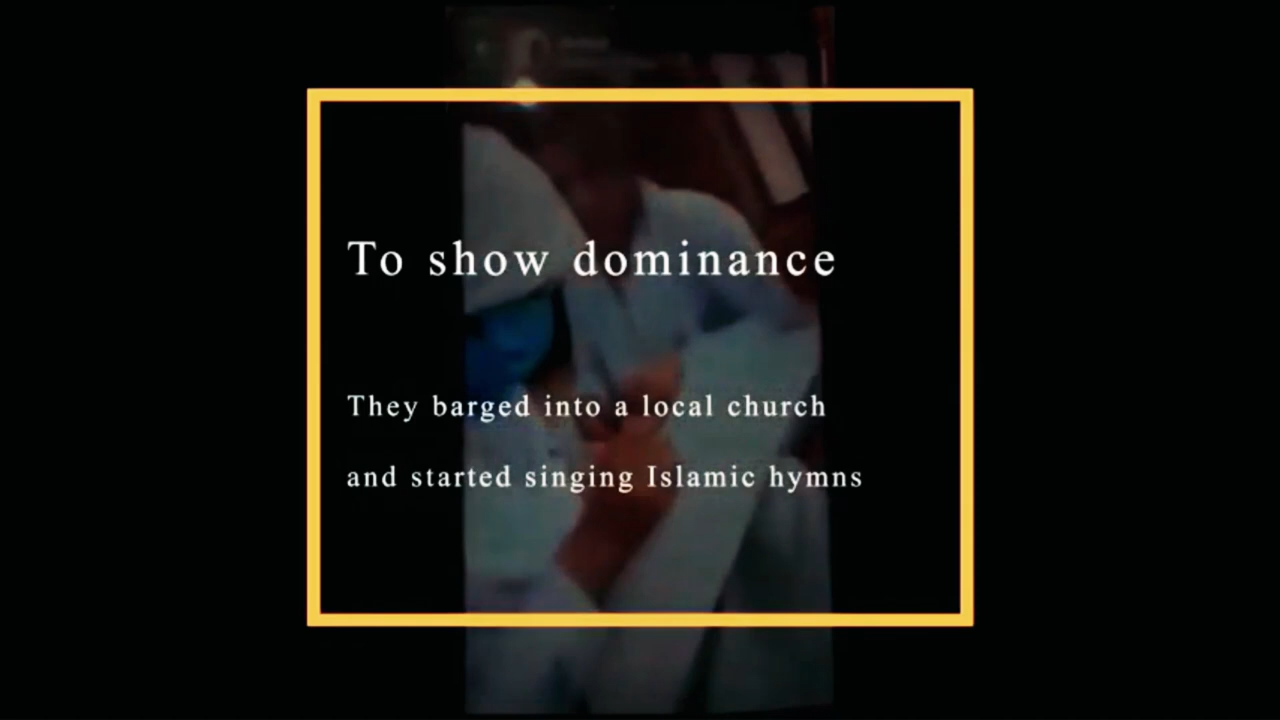 To show dominance
They barged into a local church
and started singing Islamic hymns